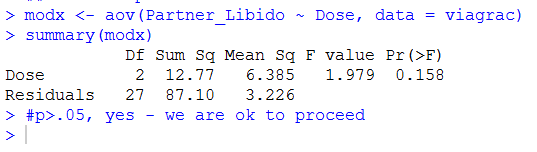 > modx <- aov(Partner_Libido ~ Dose, data = viagrac)
> summary(modx)
            Df Sum Sq Mean Sq F value Pr(>F)
Dose         2  12.77   6.385   1.979  0.158
Residuals   27  87.10   3.226
> #p>.05, yes - we are ok to proceed
>